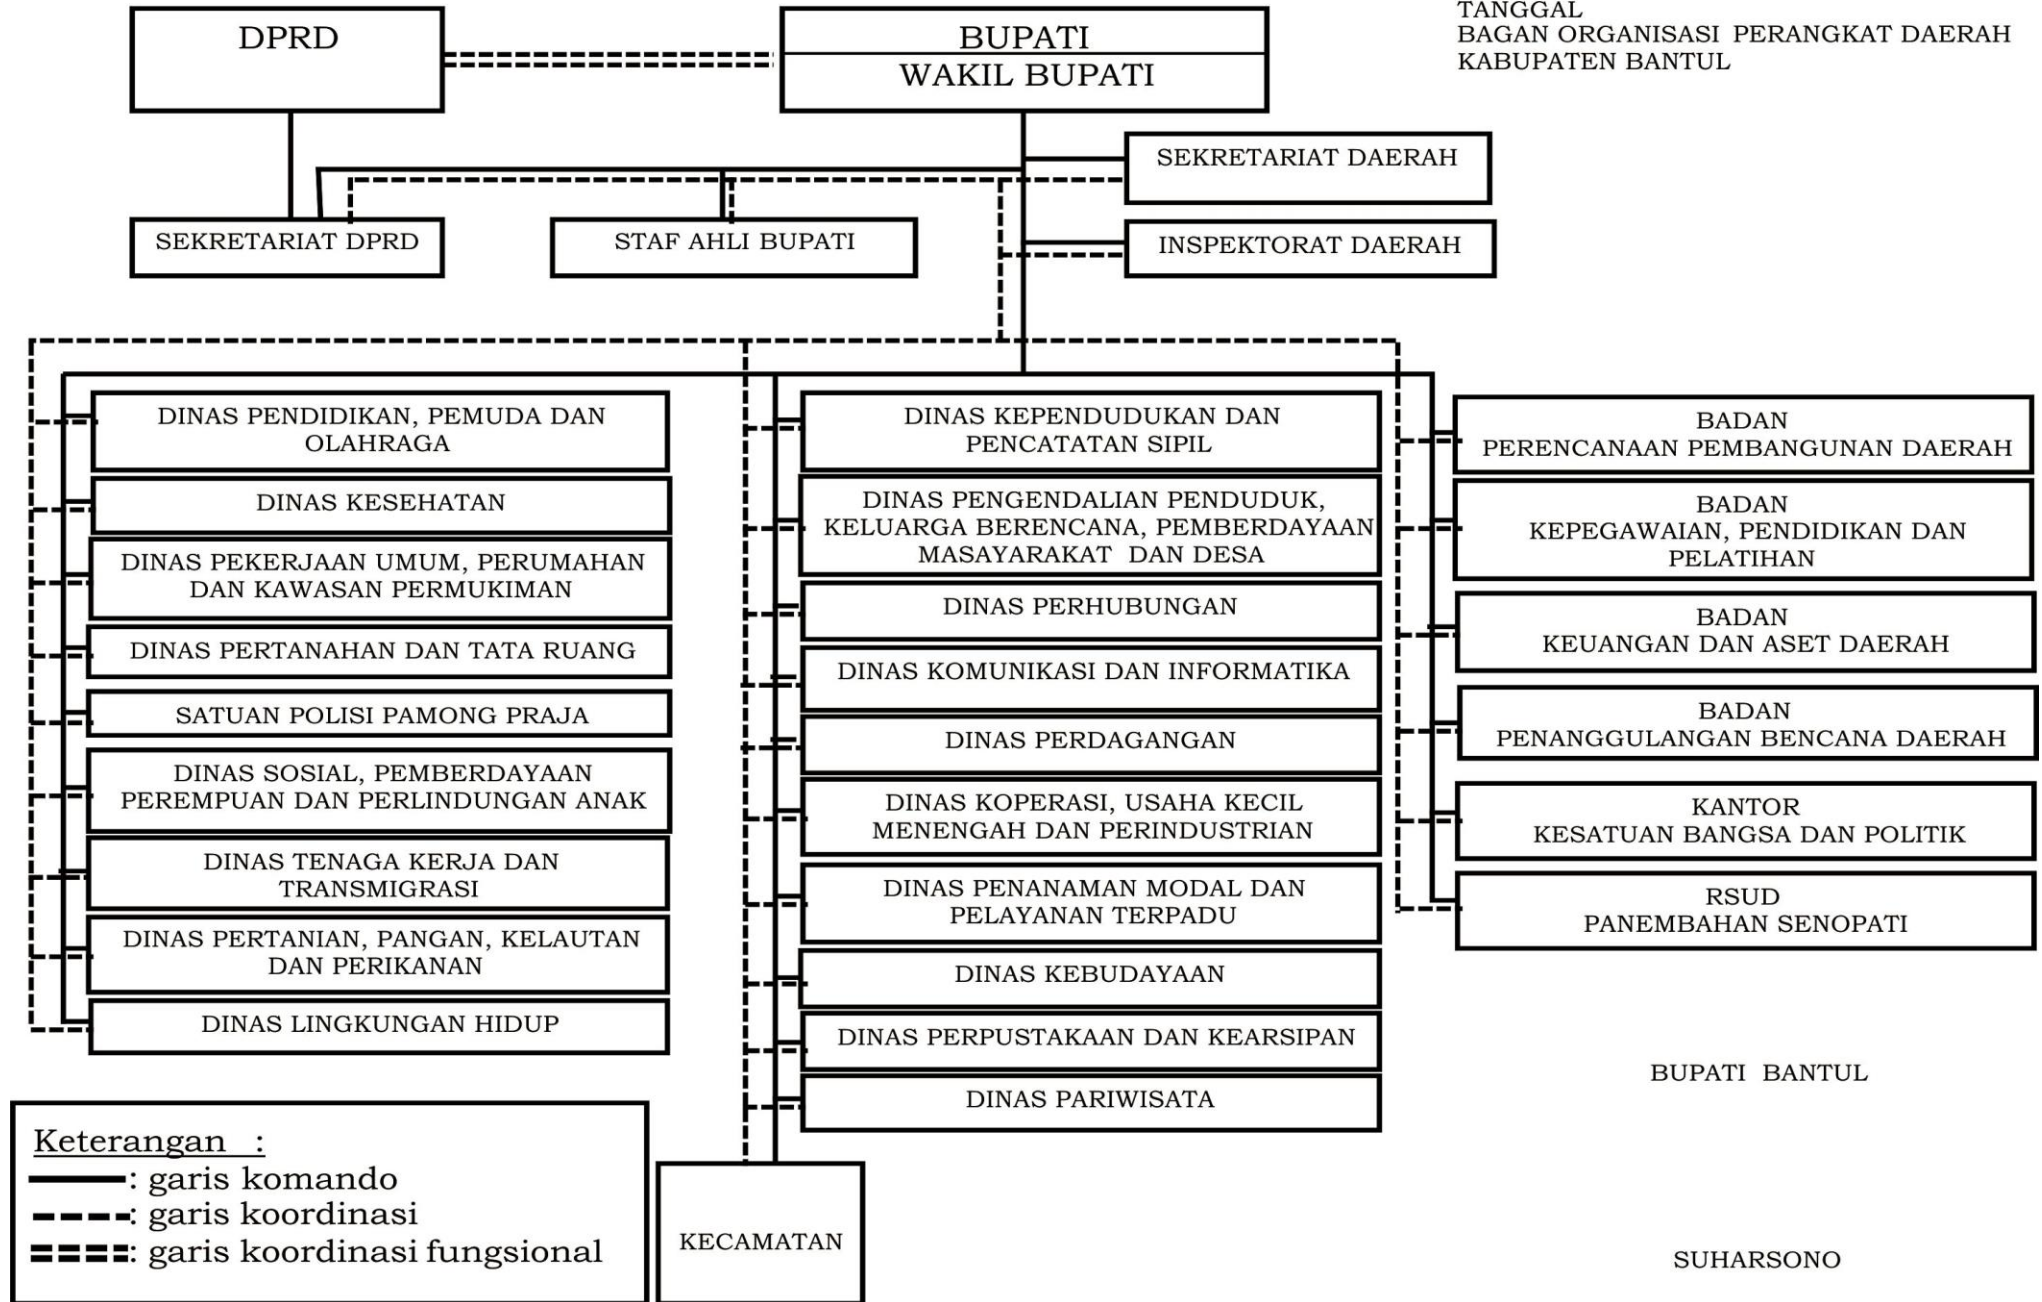 TANGGAL
BAGAN ORGANISASI PERANGKAT DAERAH
KABUPATEN BANTUL
DPRD
BUPATI
WAKIL BUPATI
SEKRETARIAT DAERAH
SEKRETARIAT DPRD
STAF AHLI BUPATI
INSPEKTORAT DAERAH
DINAS PENDIDIKAN, PEMUDA DAN
OLAHRAGA
DINAS KESEHATAN
DINAS PEKERJAAN UMUM, PERUMAHAN
DAN KAWASAN PERMUKIMAN
DINAS PERTANAHAN DAN TATA RUANG
SATUAN POLISI PAMONG PRAJA
DINAS SOSIAL, PEMBERDAYAAN
PEREMPUAN DAN PERLINDUNGAN ANAK
DINAS TENAGA KERJA DAN
TRANSMIGRASI
DINAS PERTANIAN, PANGAN, KELAUTAN
DAN PERIKANAN
DINAS LINGKUNGAN HIDUP
DINAS KEPENDUDUKAN DAN
PENCATATAN SIPIL
DINAS PENGENDALIAN PENDUDUK,
KELUARGA BERENCANA, PEMBERDAYAAN
MASAYARAKAT DAN DESA
DINAS PERHUBUNGAN
DINAS KOMUNIKASI DAN INFORMATIKA
DINAS PERDAGANGAN
DINAS KOPERASI, USAHA KECIL
MENENGAH DAN PERINDUSTRIAN
DINAS PENANAMAN MODAL DAN
PELAYANAN TERPADU
DINAS KEBUDAYAAN
DINAS PERPUSTAKAAN DAN KEARSIPAN
DINAS PARIWISATA
KECAMATAN
BADAN
PERENCANAAN PEMBANGUNAN DAERAH
BADAN
KEPEGAWAIAN, PENDIDIKAN DAN
PELATIHAN
BADAN
KEUANGAN DAN ASET DAERAH
BADAN
PENANGGULANGAN BENCANA DAERAH
KANTOR
KESATUAN BANGSA DAN POLITIK
RSUD
PANEMBAHAN SENOPATI
Keterangan :
: garis komando
: garis koordinasi
: garis koordinasi fungsional
BUPATI BANTUL
SUHARSONO